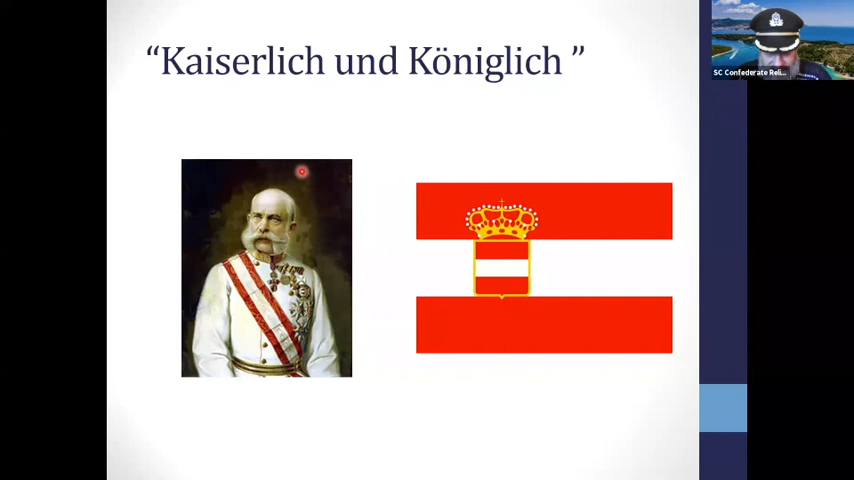 “Kaiserlich und Königlich ”
SC Confederate Reli...